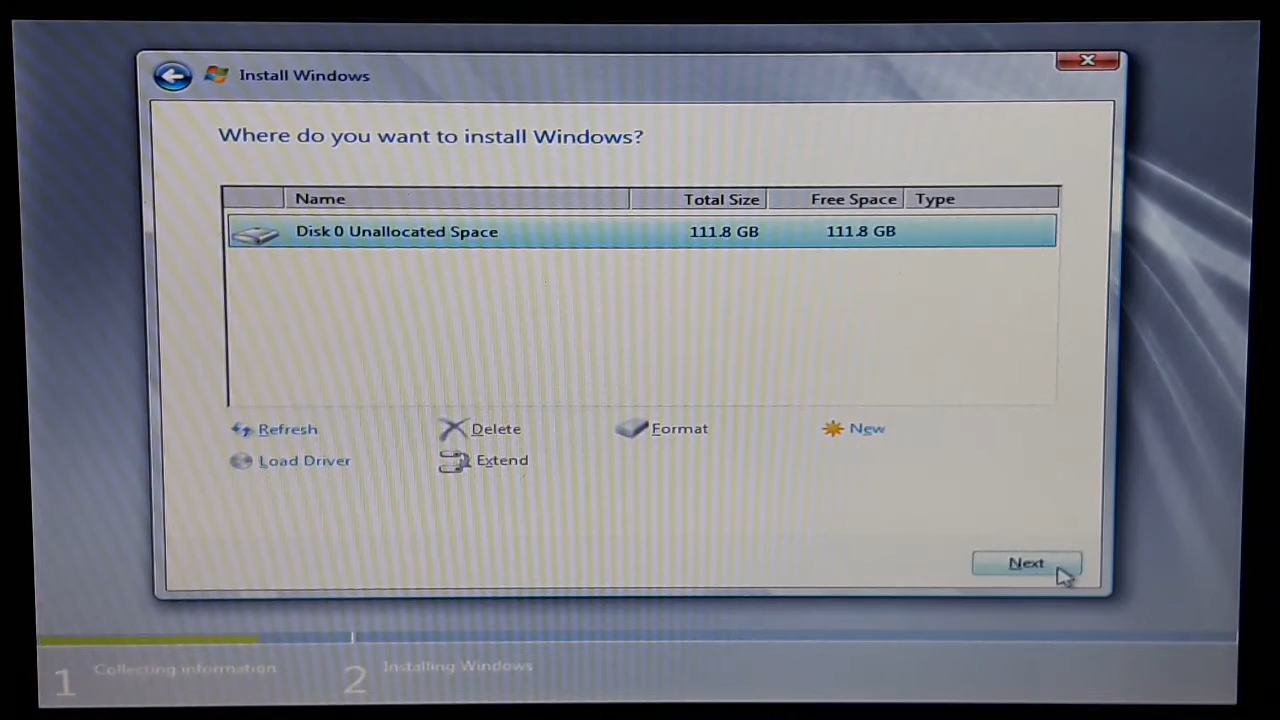 Install Windows
Where do you want to install Windows?
Name Total Size Free Space Type
Disk 0 Unallocated Space 111.8 GB 111.8 GB
Refresh Delete Format New
Load Driver Extend
Next
1 Collecting information 2 Installing Windows